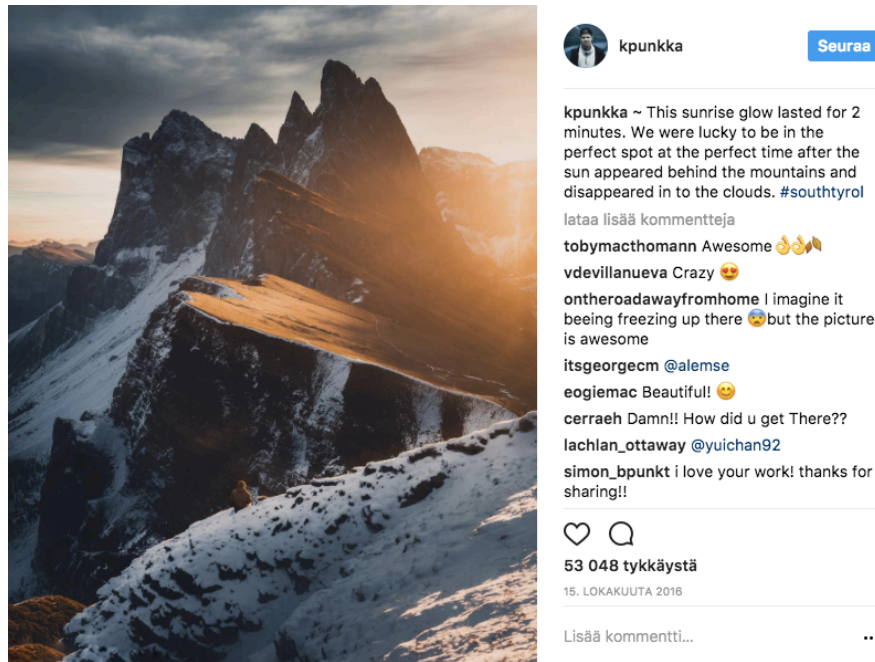 kpunkka
Seuraa
kpunkka ~ This sunrise glow lasted for 2
minutes. We were lucky to be in the
perfect spot at the perfect time after the
sun appeared behind the mountains and
disappeared in to the clouds. #southtyrol
lataa lisää kommentteja
tobymacthomann Awesome 👌👌🍂
vdevillanueva Crazy 😍
ontheroadawayfromhome I imagine it
beeing freezing up there 😨but the picture
is awesome
itsgeorgecm @alemse
eogiemac Beautiful! 😊
cerraeh Damn!! How did u get There??
lachlan_ottaway @yuichan92
simon_bpunkt i love your work! thanks for
sharing!!
53 048 tykkäystä
15. LOKAKUUTA 2016
Lisää kommentti...